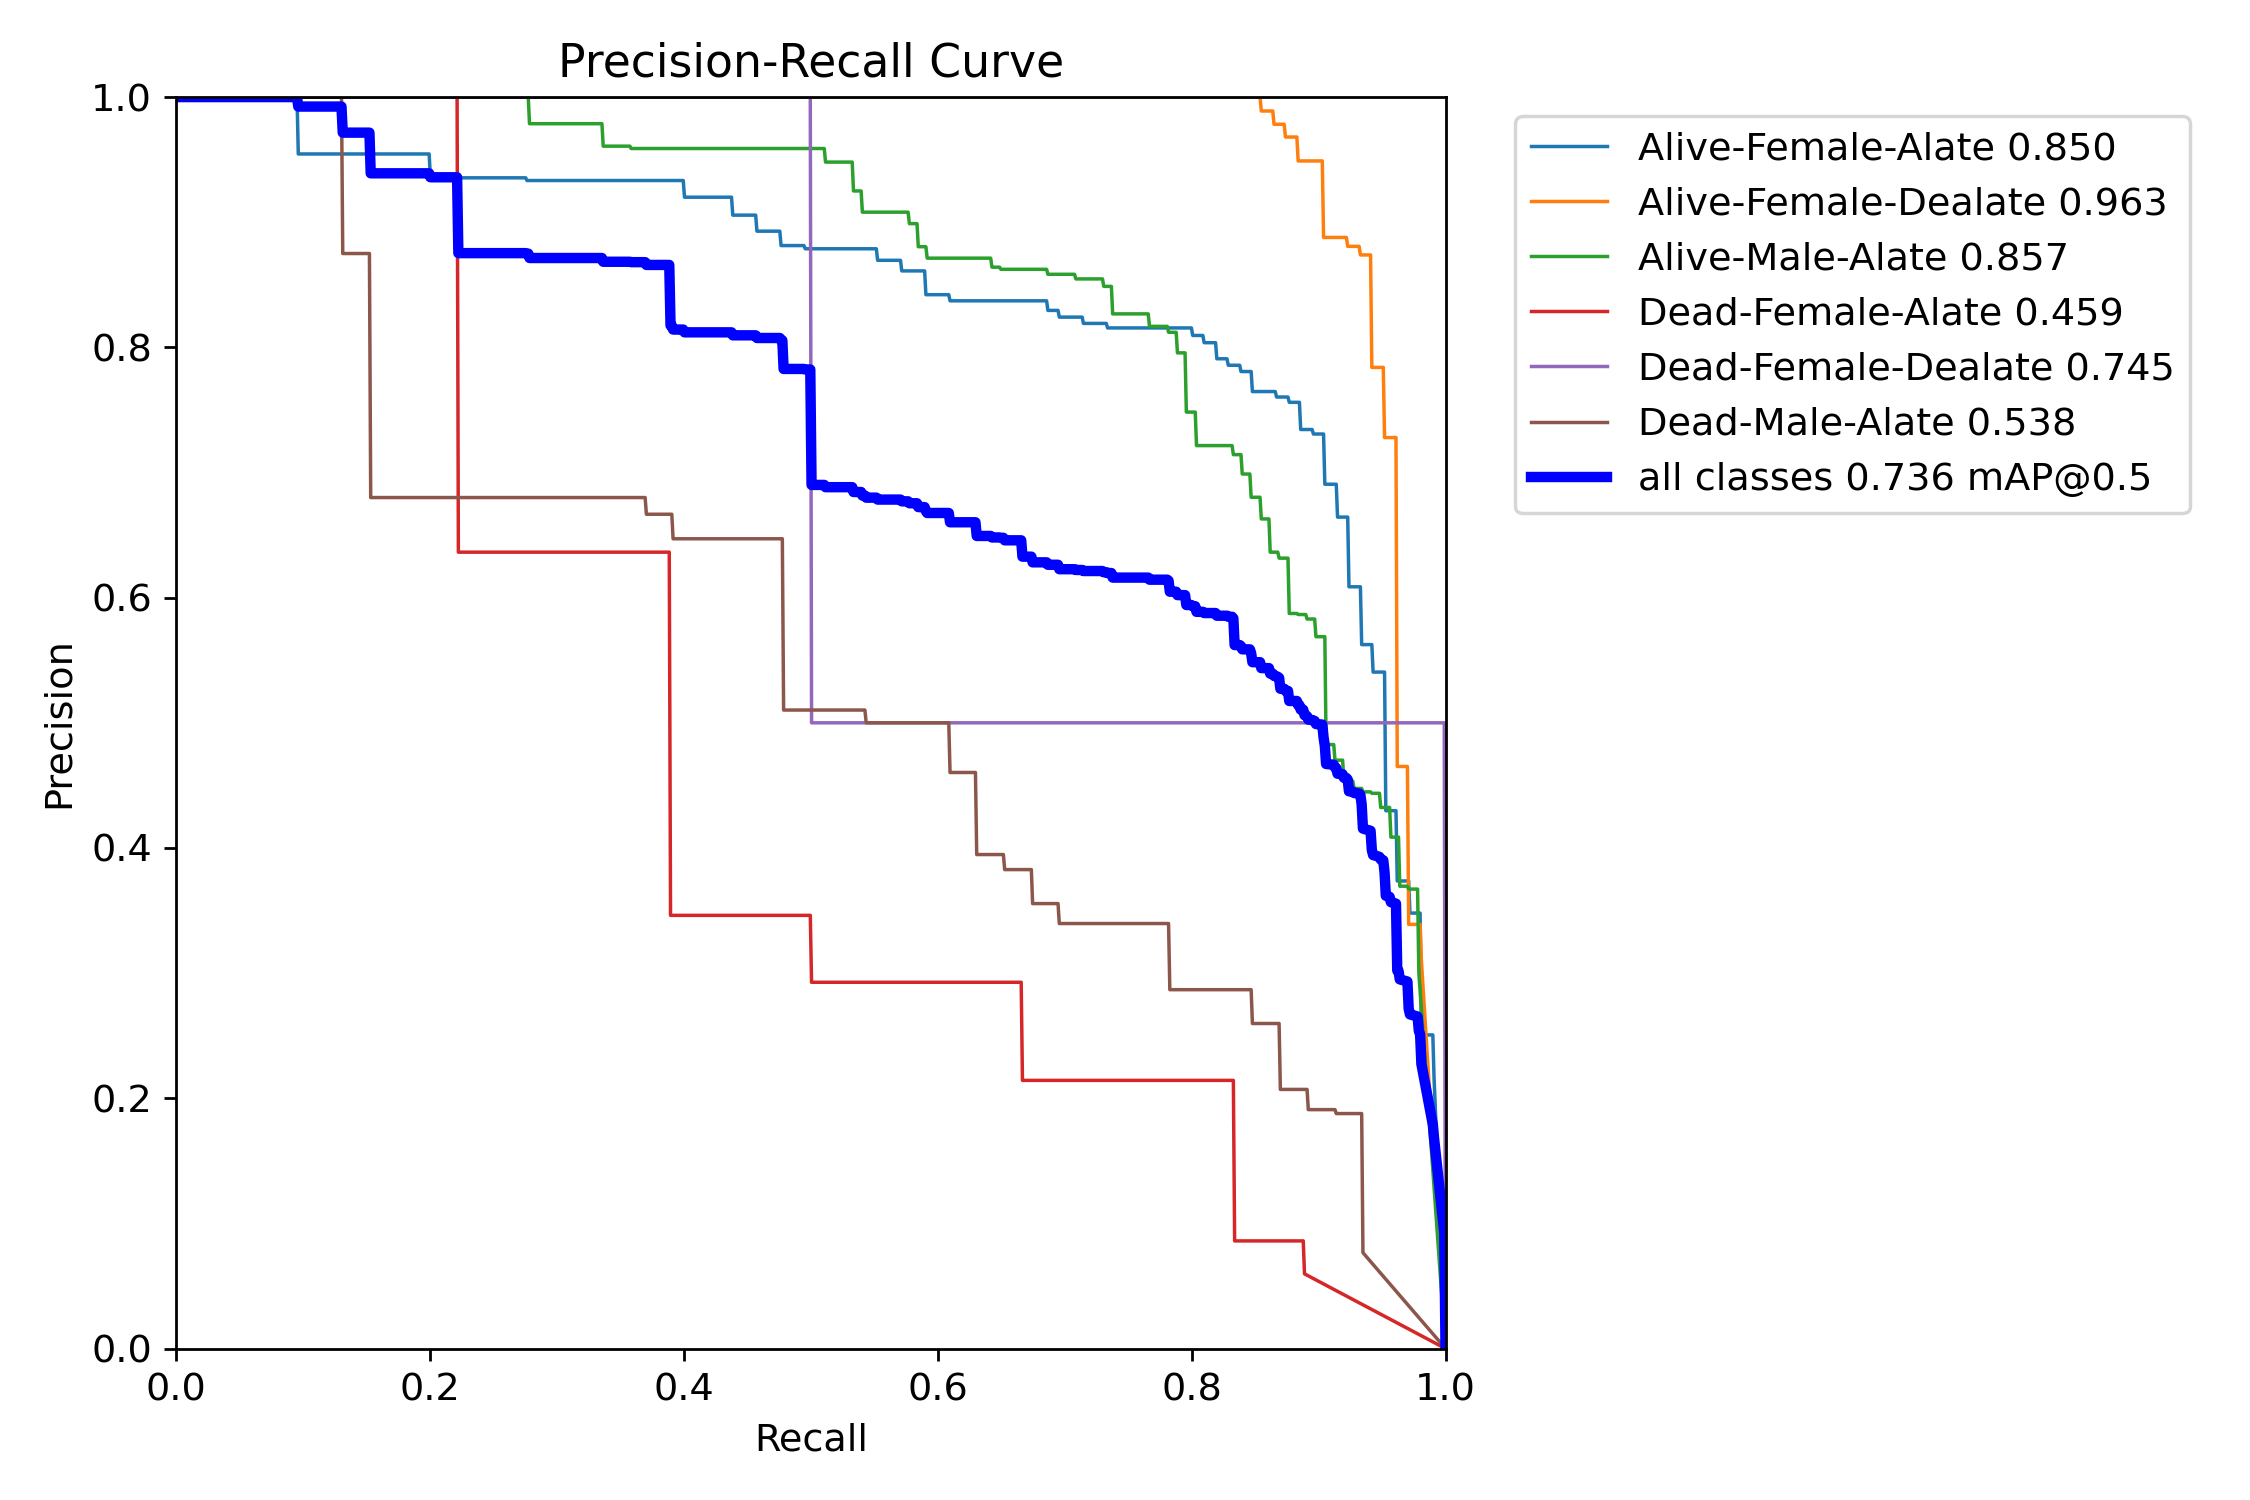 Precision-Recall Curve
1.0
0.8
0.6
0.4
0.2
0.0
Precision
0.0 0.2 0.4 0.6 0.8 1.0
Recall
Alive-Female-Alate 0.850
Alive-Female-Dealate 0.963
Alive-Male-Alate 0.857
Dead-Female-Alate 0.459
Dead-Female-Dealate 0.745
Dead-Male-Alate 0.538
all classes 0.736 mAP@0.5